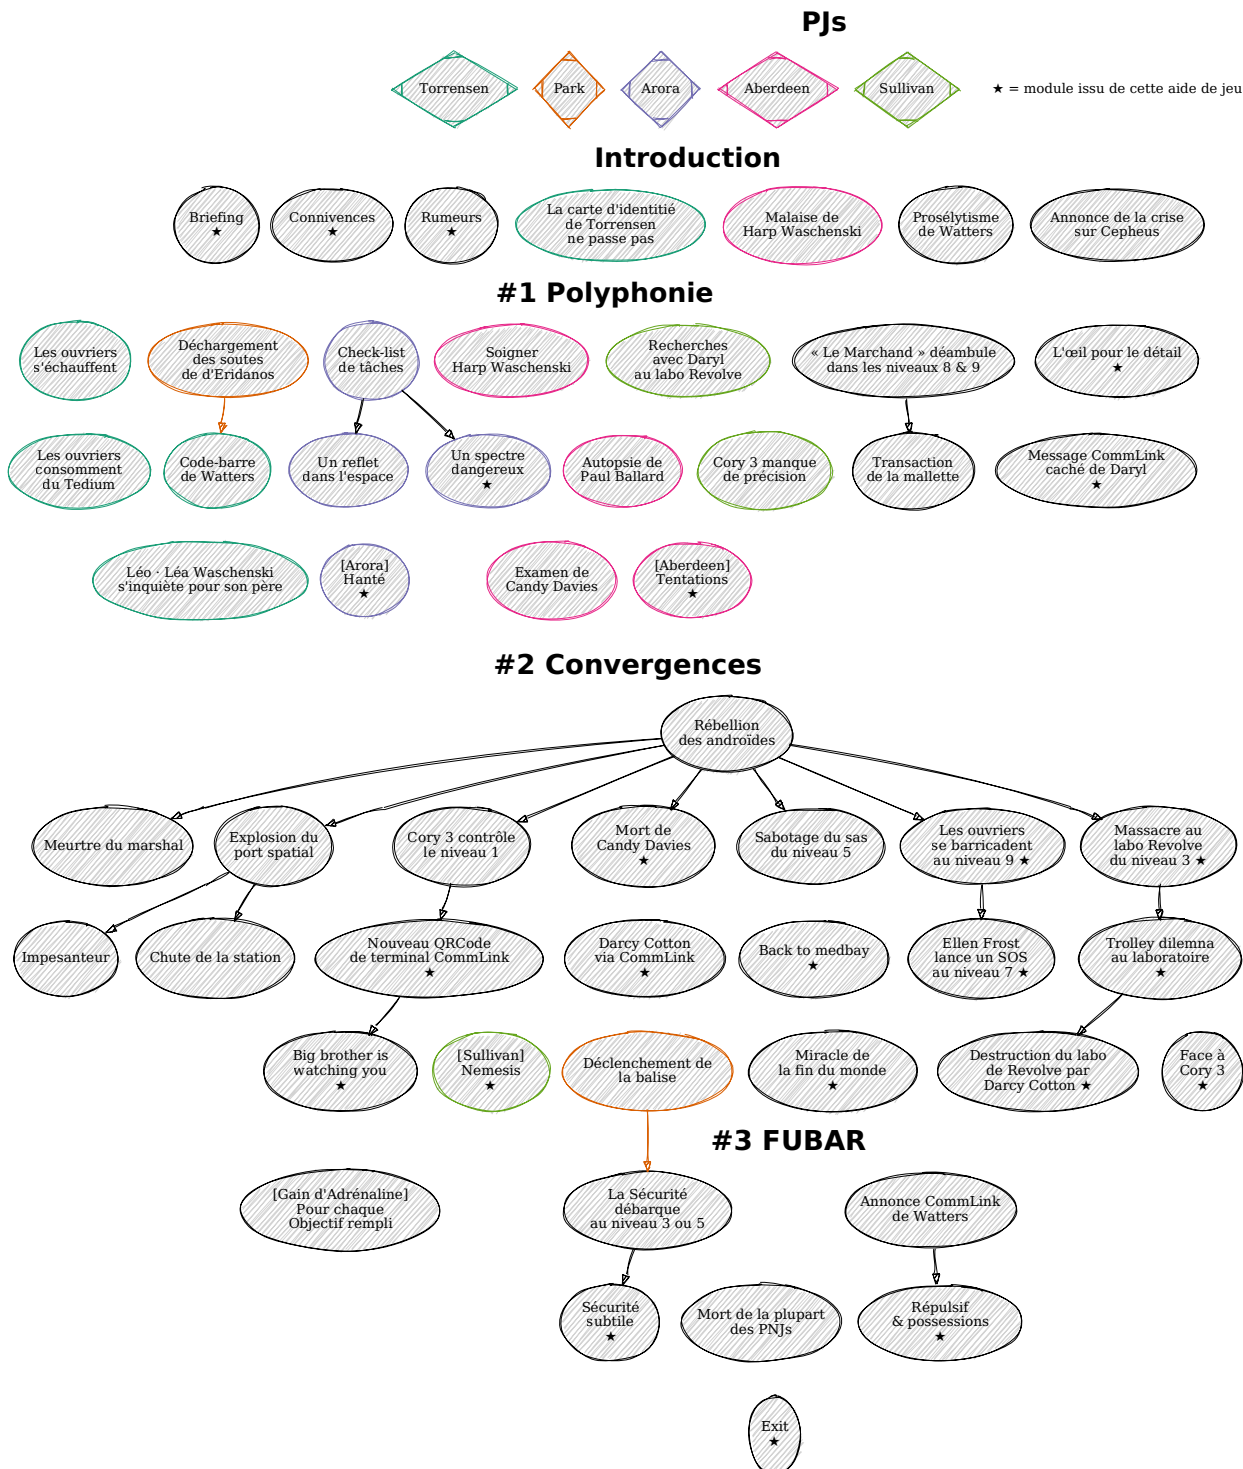 PJs
Torrensen
Park
Arora
Aberdeen
Sullivan
★ = module issu de cette aide de jeu
Introduction
Briefing
★
Connivences
★
Rumeurs
★
La carte d'identitié
de Torrensen
ne passe pas
Malaise de
Harp Waschenski
Prosélytisme
de Watters
Annonce de la crise
sur Cepheus
#1 Polyphonie
Les ouvriers
s'échauffent
Déchargement
des soutes
de d'Eridanos
Check-list
de tâches
Soigner
Harp Waschenski
Recherches
avec Daryl
au labo Revolve
« Le Marchand » déambule
dans les niveaux 8 & 9
L'œil pour le détail
★
Les ouvriers
consomment
du Tedium
Code-barre
de Watters
Un reflet
dans l'espace
Un spectre
dangereux
★
Autopsie de
Paul Ballard
Cory 3 manque
de précision
Transaction
de la mallette
Message CommLink
caché de Daryl
★
Léo · Léa Waschenski
s'inquiète pour son père
[Arora]
Hanté
★
Examen de
Candy Davies
[Aberdeen]
Tentations
★
#2 Convergences
Rébellion
des androïdes
Meurtre du marshal
Explosion du
port spatial
Cory 3 contrôle
le niveau 1
Mort de
Candy Davies
★
Sabotage du sas
du niveau 5
Les ouvriers
se barricadent
au niveau 9 ★
Massacre au
labo Revolve
du niveau 3 ★
Impesanteur
Chute de la station
Nouveau QRCode
de terminal CommLink
★
Darcy Cotton
via CommLink
★
Back to medbay
★
Ellen Frost
lance un SOS
au niveau 7 ★
Trolley dilemna
au laboratoire
★
Big brother is
watching you
★
[Sullivan]
Nemesis
★
Déclenchement de
la balise
Miracle de
la fin du monde
★
Destruction du labo
de Revolve par
Darcy Cotton ★
Face à
Cory 3
★
#3 FUBAR
[Gain d'Adrénaline]
Pour chaque
Objectif rempli
La Sécurité
débarque
au niveau 3 ou 5
Annonce CommLink
de Watters
Sécurité
subtile
★
Mort de la plupart
des PNJs
Répulsif
& possessions
★
Exit
★